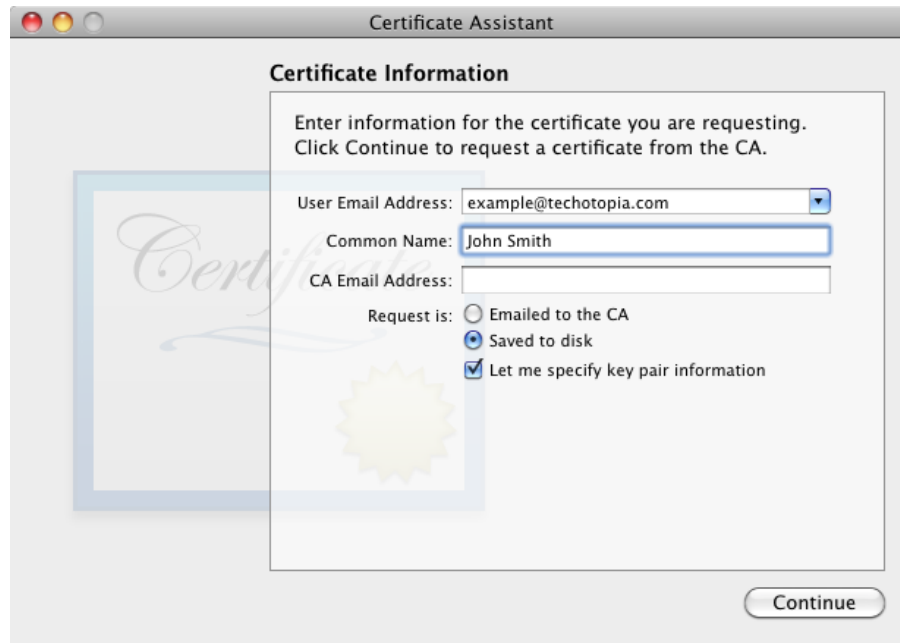 Certificate Assistant
Certificate Information
Enter information for the certificate you are requesting.
Click Continue to request a certificate from the CA.
Certificate
User Email Address: example@techotopia.com
Common Name: John Smith
CA Email Address:
Request is: Emailed to the CA
Saved to disk
Let me specify key pair information
Continue